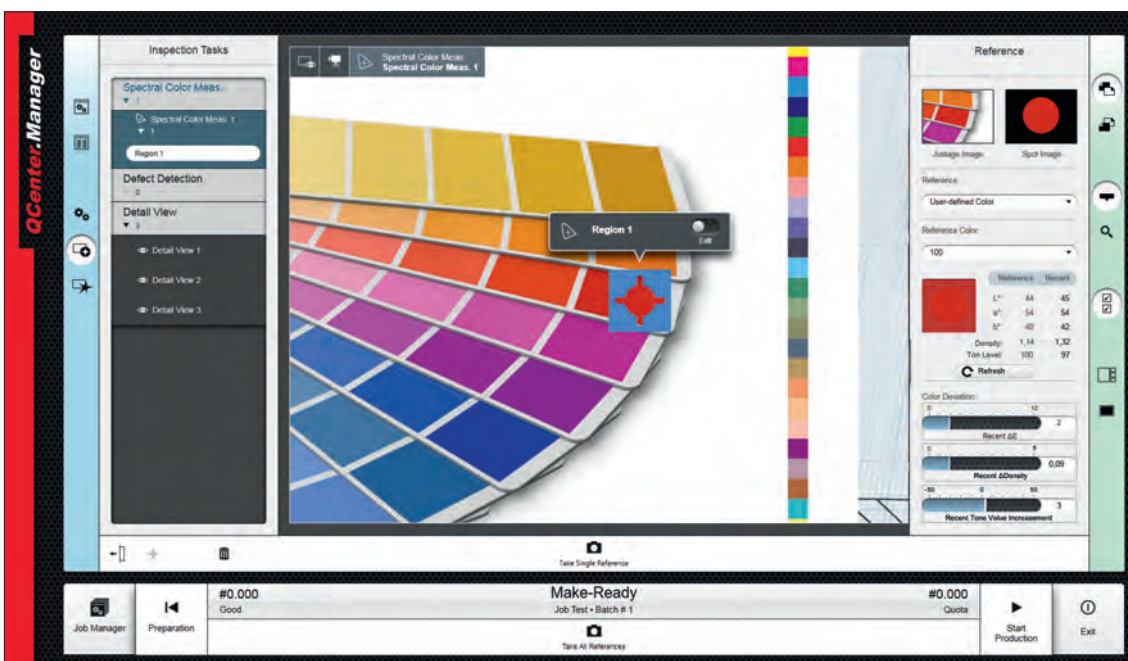 QCenter.Manager
Inspection Tasks
Spectral Color Meas.
1
Spectral Color Meas. 1
1
Region 1
Defect Detection
0
Detail View
3
Detail View 1
Detail View 2
Detail View 3
Spectral Color Meas.
Spectral Color Meas. 1
Region 1
Edit
Take Single Reference
Reference
Justage Image
Spot Image
Reference
User-defined Color
Reference Color:
100
Reference Recent
L*: 44 45
a*: 54 54
b*: 40 42
Density: 1,14 1,32
Ton Level: 100 97
Refresh
Color Deviation:
0 10
2
Recent ΔE
0 5
0,09
Recent ΔDensity
-50 0 50
3
Recent Tone Value Increasement
Job Manager
Preparation
#0.000
Good
Make-Ready
Job Test • Batch # 1
#0.000
Quota
Take All References
Start
Production
Exit